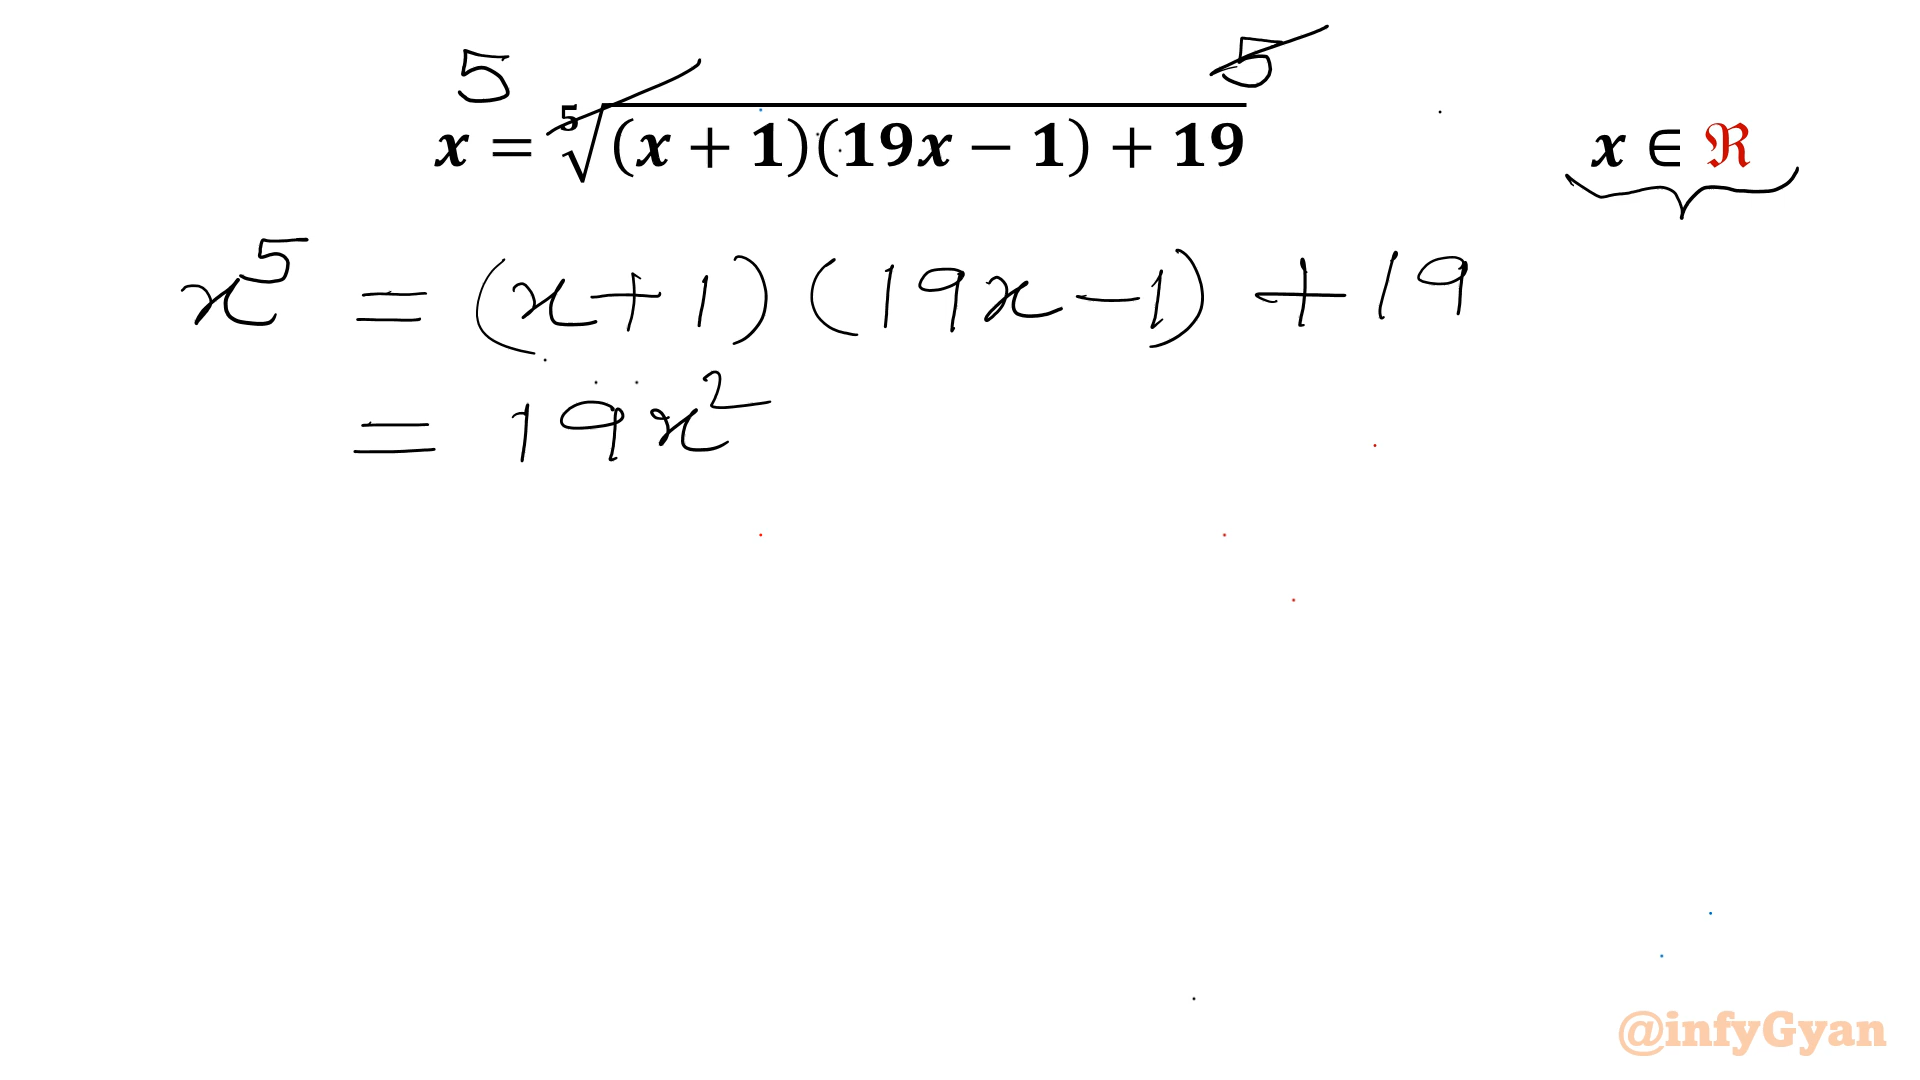 5 5
x = ⁵√(x + 1)(19x − 1) + 19 x ∈ ℜ
x⁵ = (x + 1) (19x − 1) + 19
= 19x²
@infyGyan